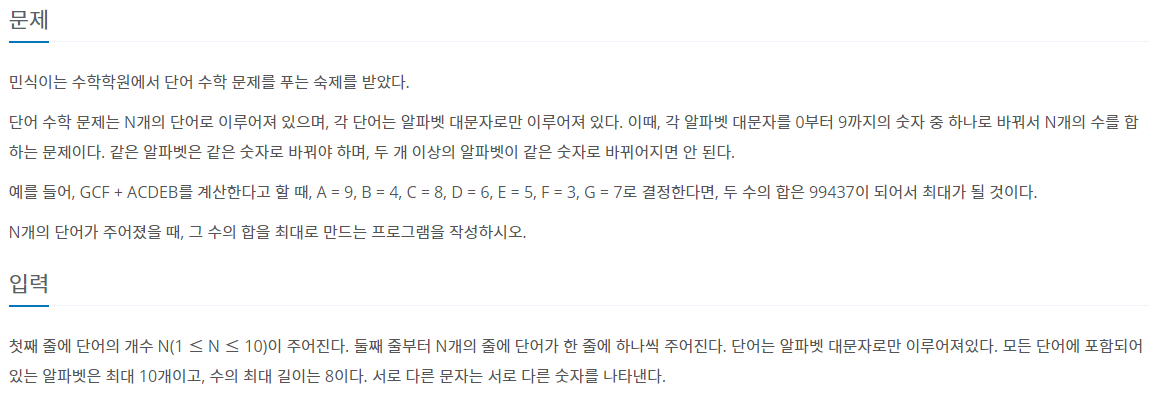 문제
민식이는 수학학원에서 단어 수학 문제를 푸는 숙제를 받았다.
단어 수학 문제는 N개의 단어로 이루어져 있으며, 각 단어는 알파벳 대문자로만 이루어져 있다. 이때, 각 알파벳 대문자를 0부터 9까지의 숫자 중 하나로 바꿔서 N개의 수를 합
하는 문제이다. 같은 알파벳은 같은 숫자로 바꿔야 하며, 두 개 이상의 알파벳이 같은 숫자로 바뀌어지면 안 된다.
예를 들어, GCF + ACDEB를 계산한다고 할 때, A = 9, B = 4, C = 8, D = 6, E = 5, F = 3, G = 7로 결정한다면, 두 수의 합은 99437이 되어서 최대가 될 것이다.
N개의 단어가 주어졌을 때, 그 수의 합을 최대로 만드는 프로그램을 작성하시오.
입력
첫째 줄에 단어의 개수 N(1 ≤ N ≤ 10)이 주어진다. 둘째 줄부터 N개의 줄에 단어가 한 줄에 하나씩 주어진다. 단어는 알파벳 대문자로만 이루어져있다. 모든 단어에 포함되어
있는 알파벳은 최대 10개이고, 수의 최대 길이는 8이다. 서로 다른 문자는 서로 다른 숫자를 나타낸다.